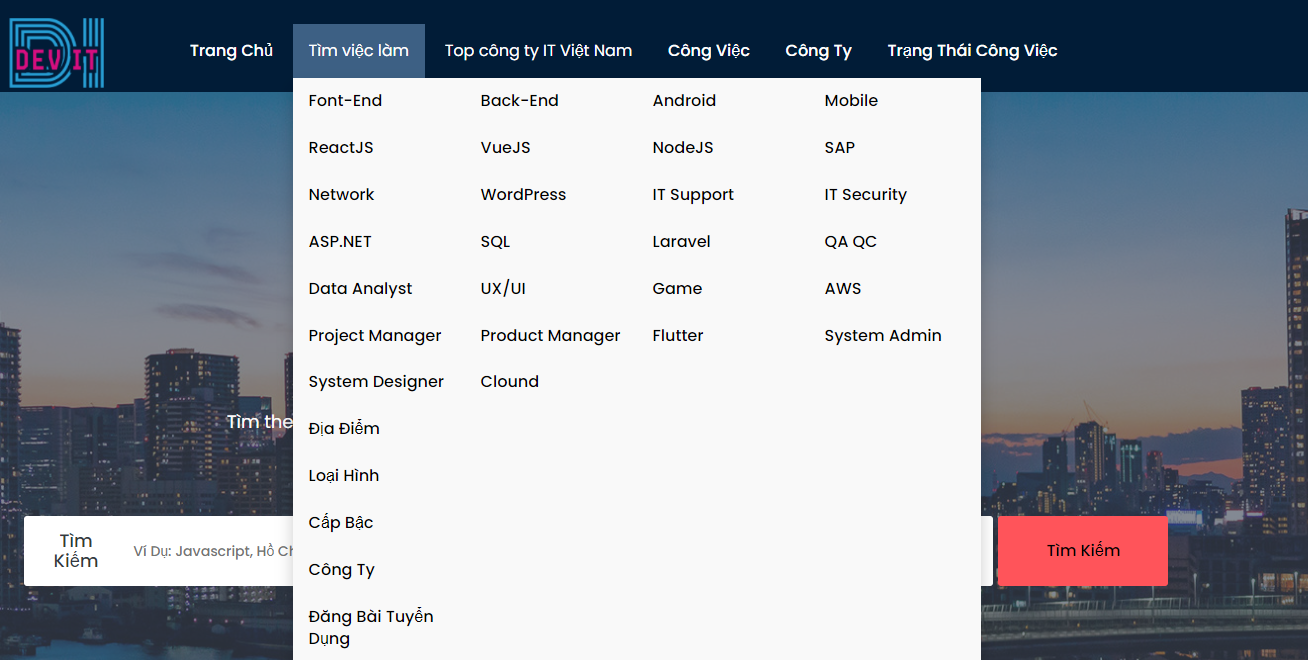 DEV IT
Trang Chủ
Tìm việc làm
Top công ty IT Việt Nam
Công Việc
Công Ty
Trạng Thái Công Việc
Font-End
Back-End
Android
Mobile
ReactJS
VueJS
NodeJS
SAP
Network
WordPress
IT Support
IT Security
ASP.NET
SQL
Laravel
QA QC
Data Analyst
UX/UI
Game
AWS
Project Manager
Product Manager
Flutter
System Admin
System Designer
Clound
Địa Điểm
Loại Hình
Cấp Bậc
Công Ty
Đăng Bài Tuyển
Dụng
Tìm the
Tìm
Kiếm
Ví Dụ: Javascript, Hồ Ch
Tìm Kiếm